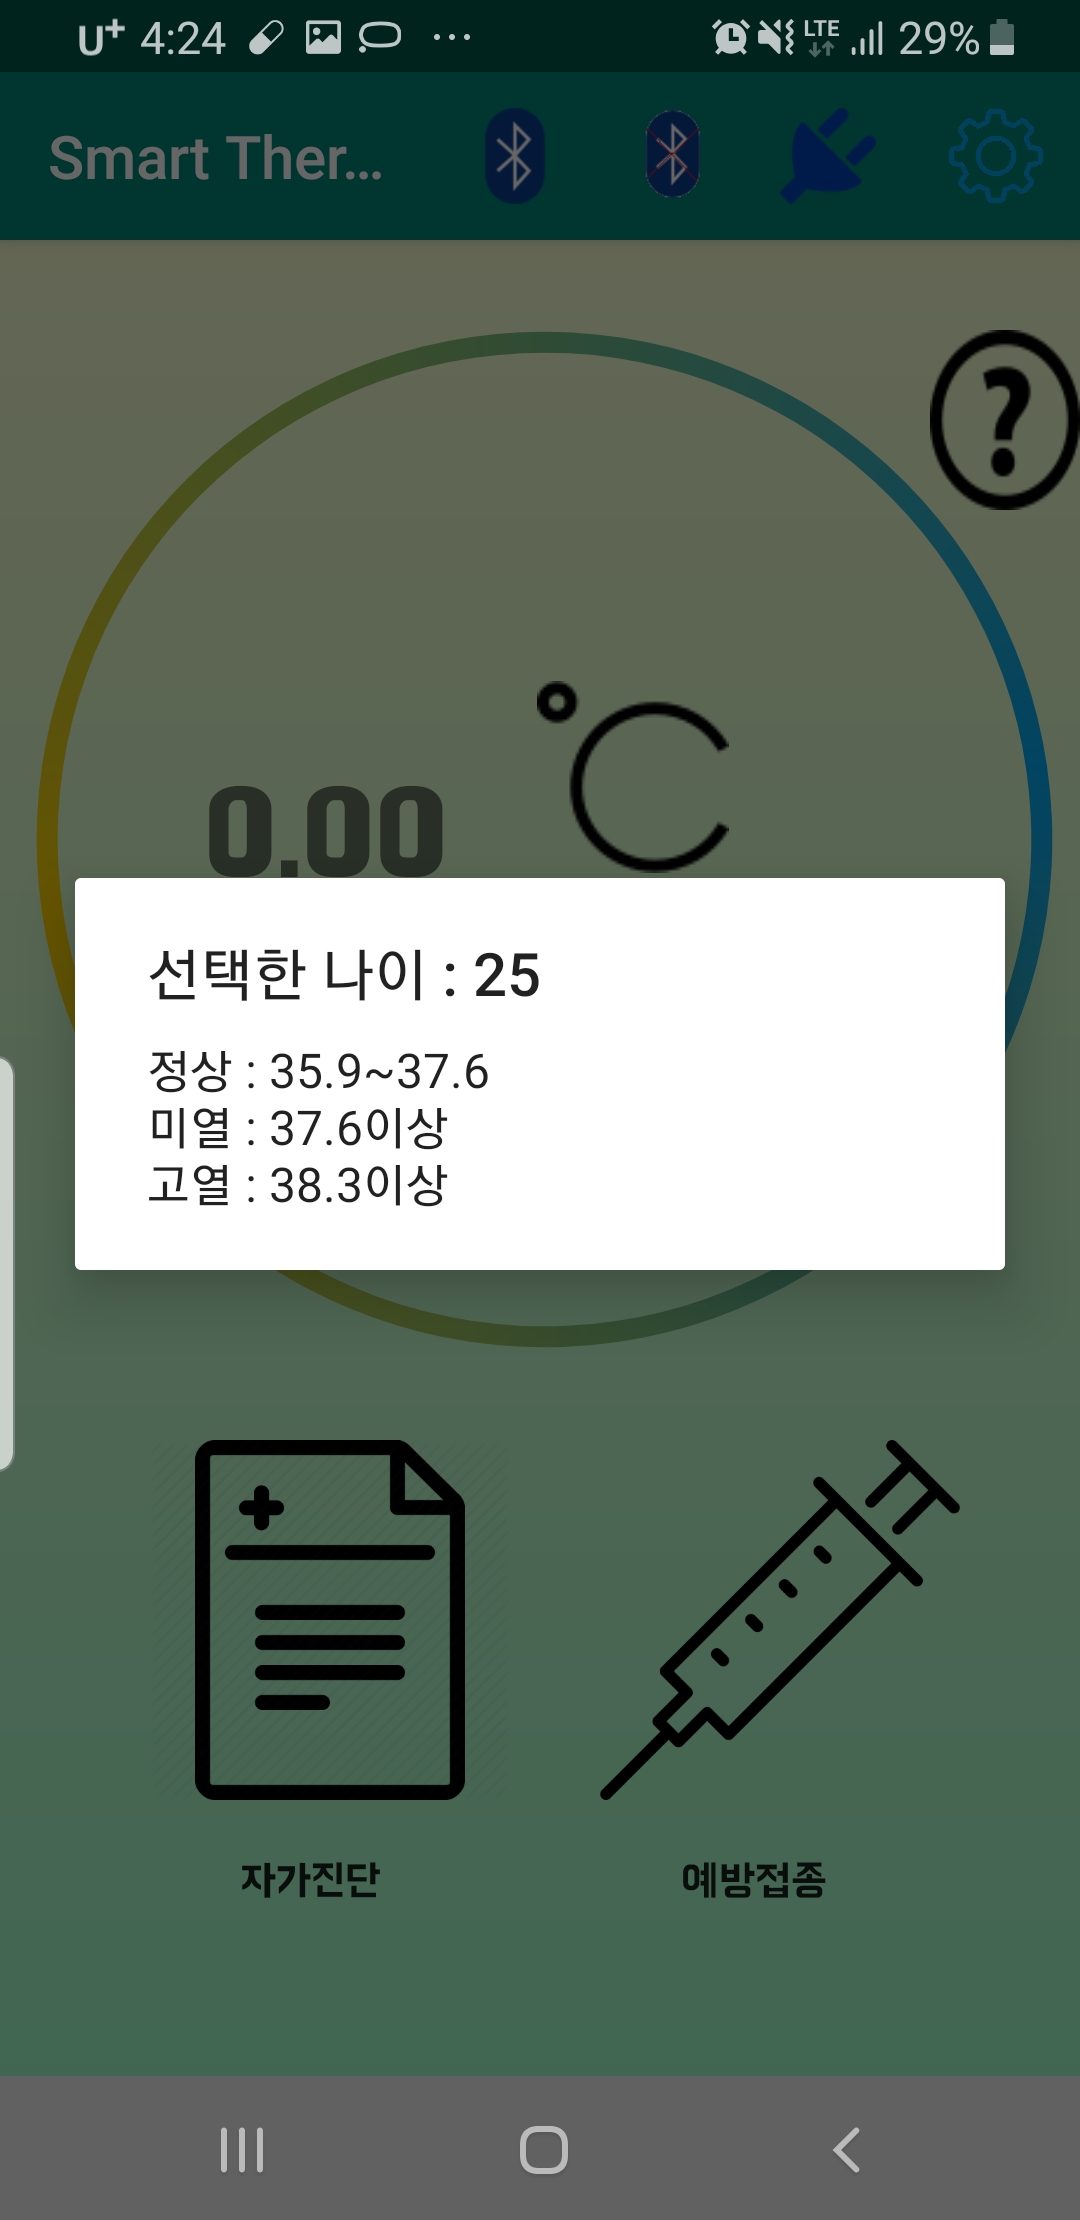 U+ 4:24 ... LTE 29%
Smart Ther...
?
°C
0.00
선택한 나이 : 25
정상 : 35.9~37.6
미열 : 37.6이상
고열 : 38.3이상
자가진단 예방접종